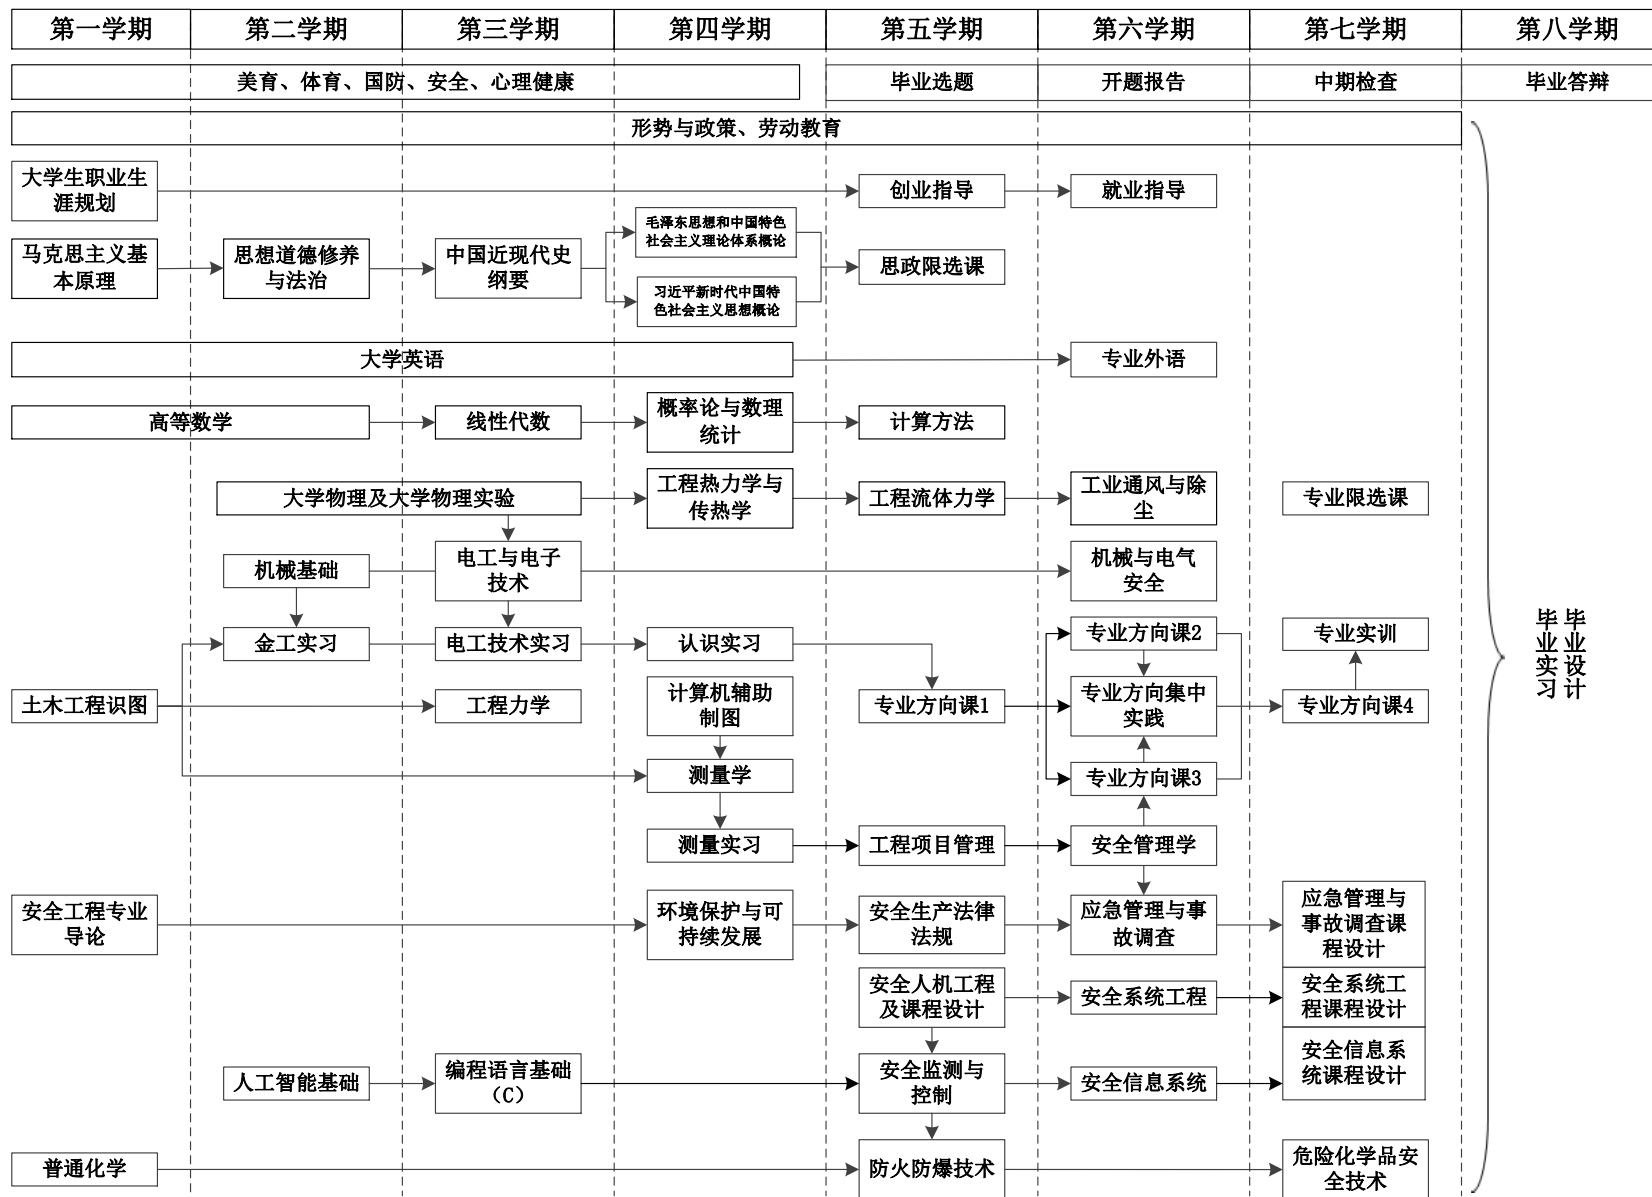 第一学期
第二学期
第三学期
第四学期
第五学期
第六学期
第七学期
第八学期
美育、体育、国防、安全、心理健康
毕业选题
开题报告
中期检查
毕业答辩
形势与政策、劳动教育
大学生职业生
涯规划
创业指导
就业指导
马克思主义基
本原理
思想道德修养
与法治
中国近现代史
纲要
毛泽东思想和中国特色
社会主义理论体系概论
习近平新时代中国特
色社会主义思想概论
思政限选课
大学英语
专业外语
高等数学
线性代数
概率论与数理
统计
计算方法
大学物理及大学物理实验
工程热力学与
传热学
工程流体力学
工业通风与除
尘
专业限选课
机械基础
电工与电子
技术
机械与电气
安全
金工实习
电工技术实习
认识实习
专业方向课2
专业实训
土木工程识图
工程力学
计算机辅助
制图
专业方向课1
专业方向集中
实践
专业方向课4
测量学
专业方向课3
测量实习
工程项目管理
安全管理学
安全工程专业
导论
环境保护与可
持续发展
安全生产法律
法规
应急管理与事
故调查
应急管理与
事故调查课
程设计
安全人机工程
及课程设计
安全系统工程
安全系统工
程课程设计
人工智能基础
编程语言基础
（C）
安全监测与
控制
安全信息系统
安全信息系
统课程设计
普通化学
防火防爆技术
危险化学品安
全技术
毕业实习
毕业设计